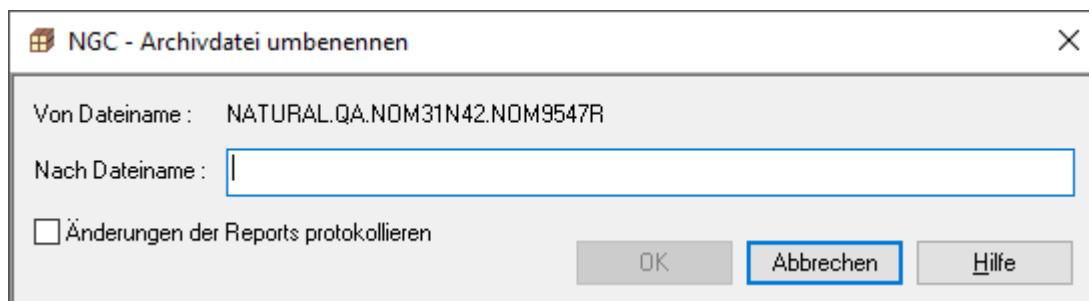 NGC - Archivdatei umbenennen
Von Dateiname : NATURAL.QA.NOM31N42.NOM9547R
Nach Dateiname :
Änderungen der Reports protokollieren
OK Abbrechen Hilfe